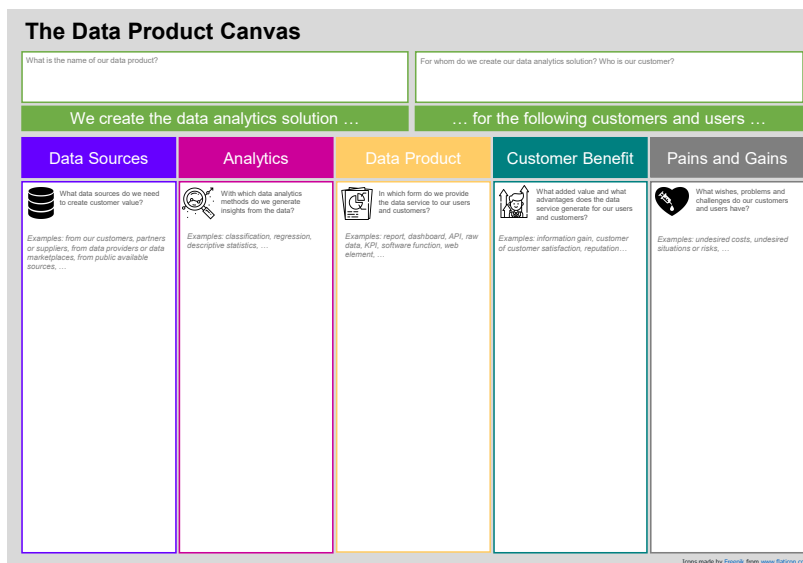 The Data Product Canvas
What is the name of our data product?
For whom do we create our data analytics solution? Who is our customer?
We create the data analytics solution …
… for the following customers and users …
Data Sources
Analytics
Data Product
Customer Benefit
Pains and Gains
What data sources do we need
to create customer value?
Examples: from our customers, partners
or suppliers, from data providers or data
marketplaces, from public available
sources, …
With which data analytics
methods do we generate
insights from the data?
Examples: classification, regression,
descriptive statistics, …
In which form do we provide
the data service to our users
and customers?
Examples: report, dashboard, API, raw
data, KPI, software function, web
element, …
What added value and what
advantages does the data
service generate for our users
and customers?
Examples: information gain, customer
of customer satisfaction, reputation…
What wishes, problems and
challenges do our customers
and users have?
Examples: undesired costs, undesired
situations or risks, …
Icons made by Freepik from www.flaticon.co